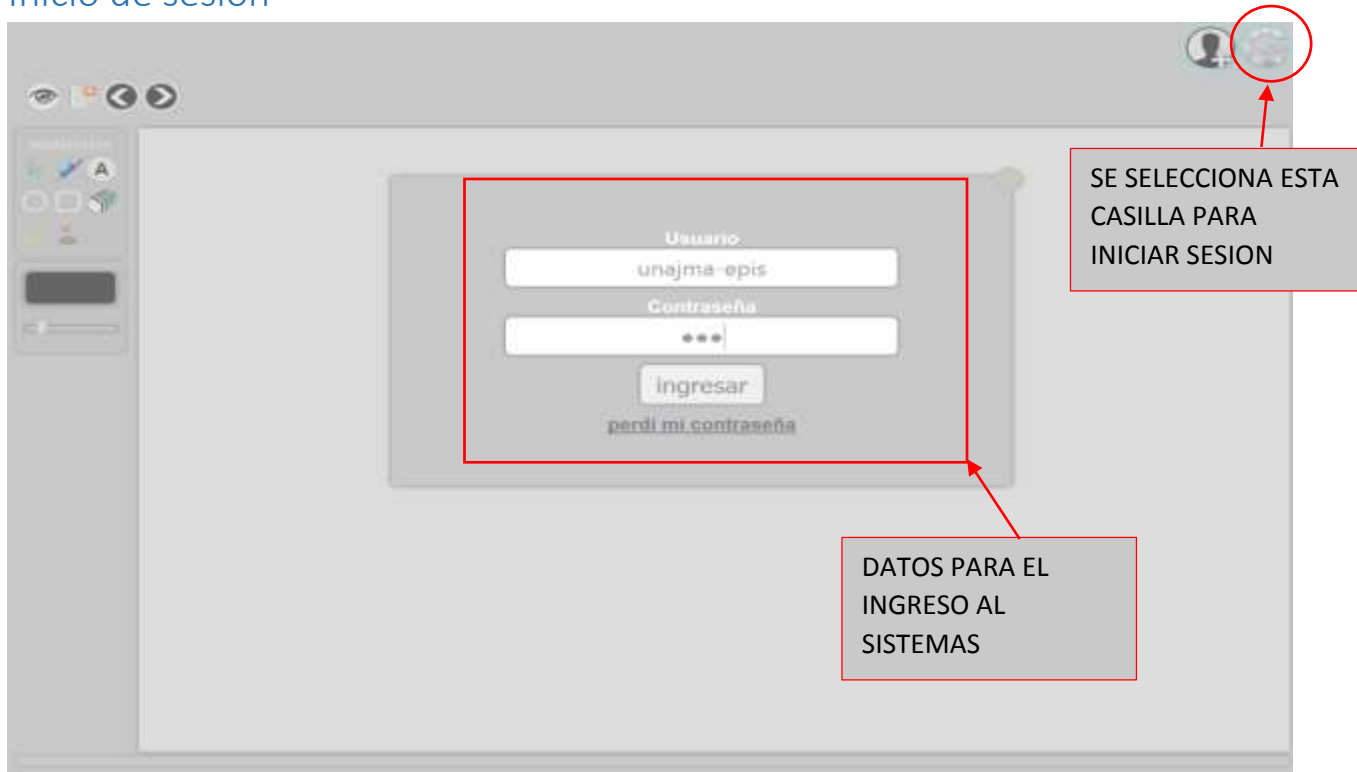 Inicio de sesión
A
SE SELECCIONA ESTA
CASILLA PARA
INICIAR SESION
Usuario
unajma-epis
Contraseña
ingresar
perdi mi contraseña
DATOS PARA EL
INGRESO AL
SISTEMAS